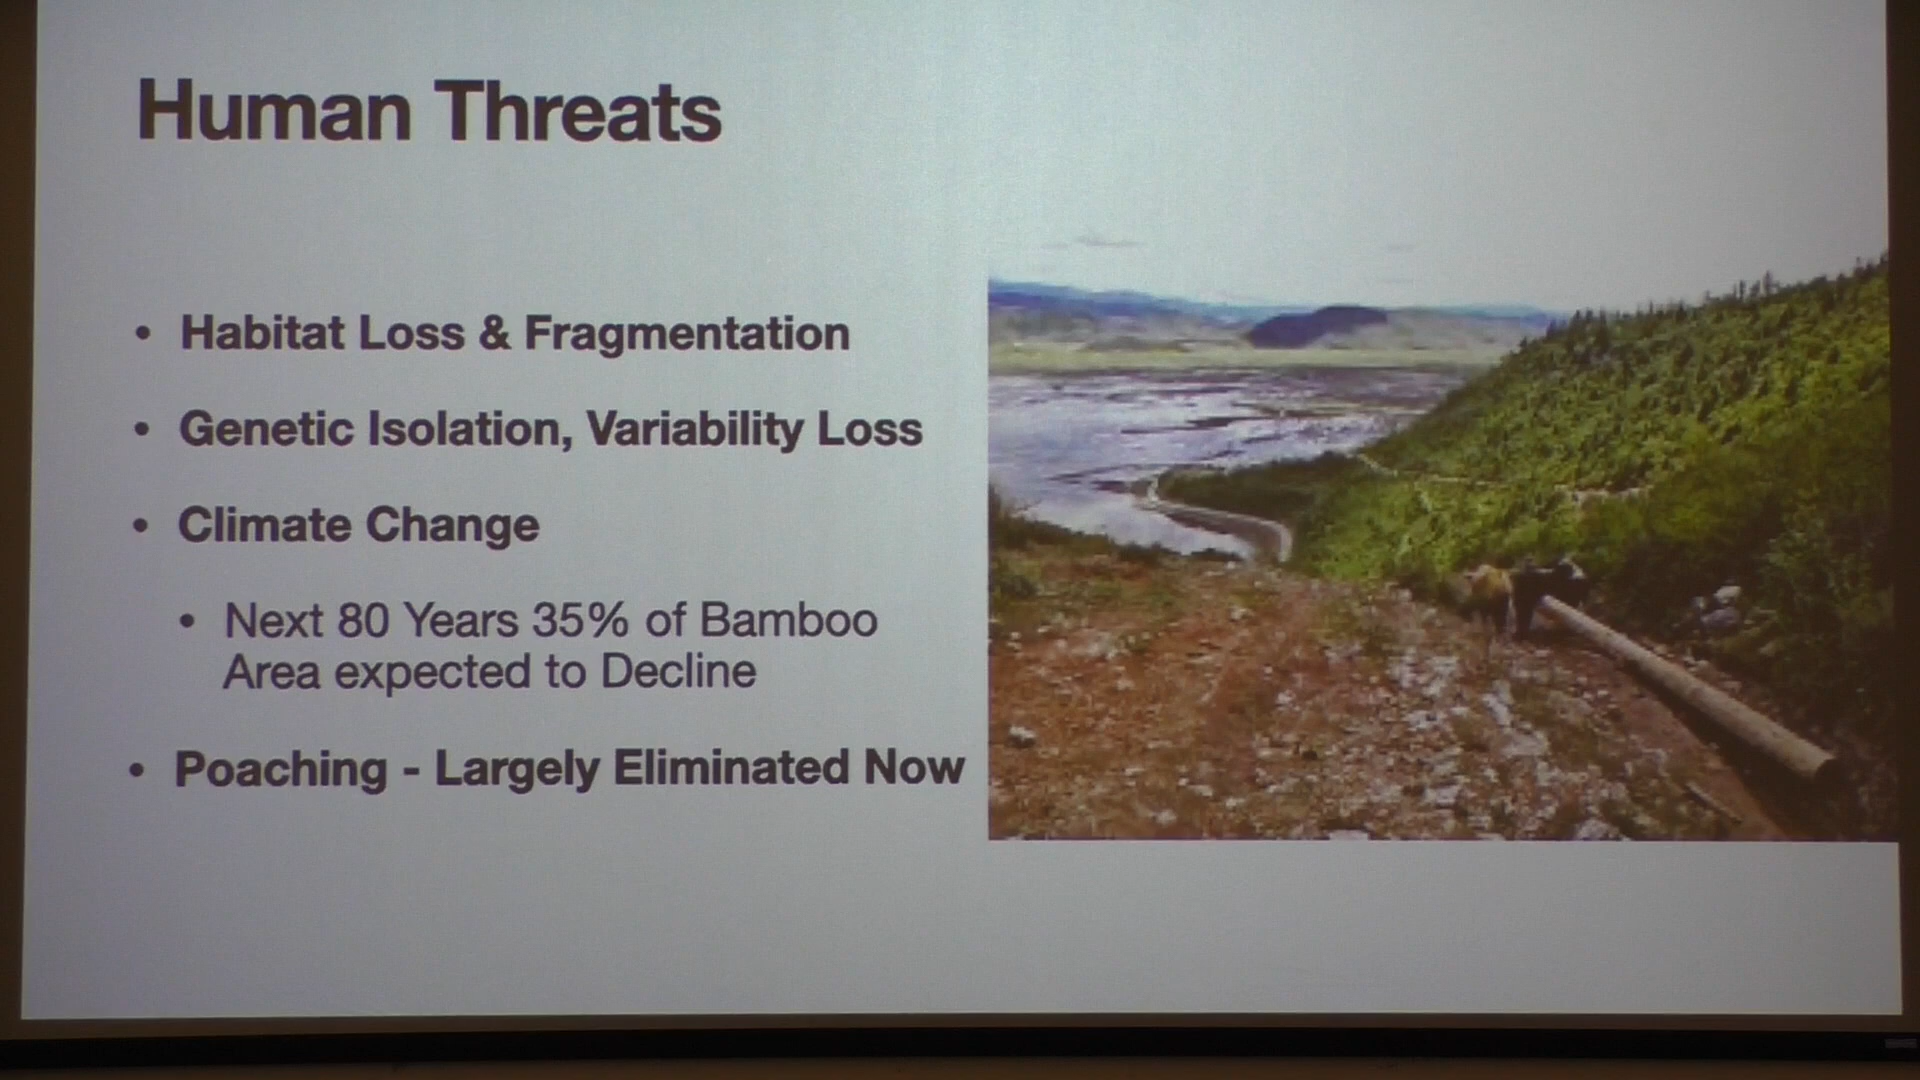 Human Threats
• Habitat Loss & Fragmentation
• Genetic Isolation, Variability Loss
• Climate Change
• Next 80 Years 35% of Bamboo
Area expected to Decline
• Poaching - Largely Eliminated Now